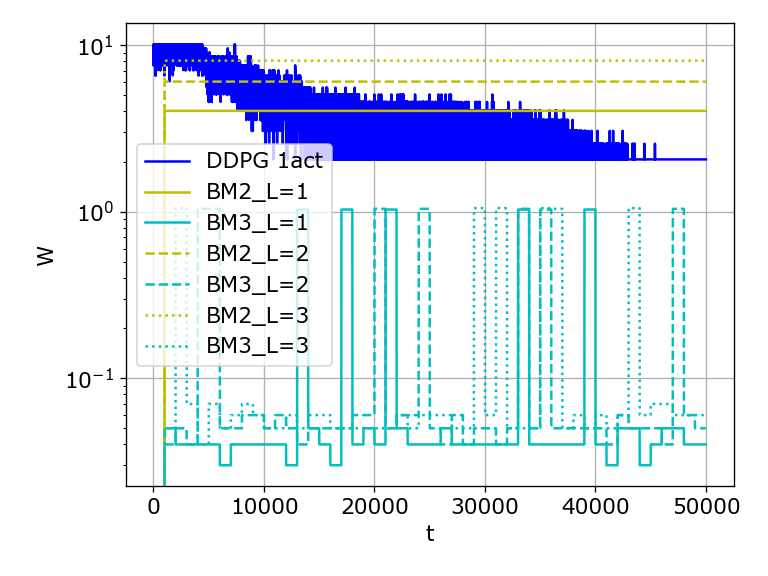 10¹
10⁰
10⁻¹
W
DDPG 1act
BM2_L=1
BM3_L=1
BM2_L=2
BM3_L=2
BM2_L=3
BM3_L=3
0 10000 20000 30000 40000 50000
t